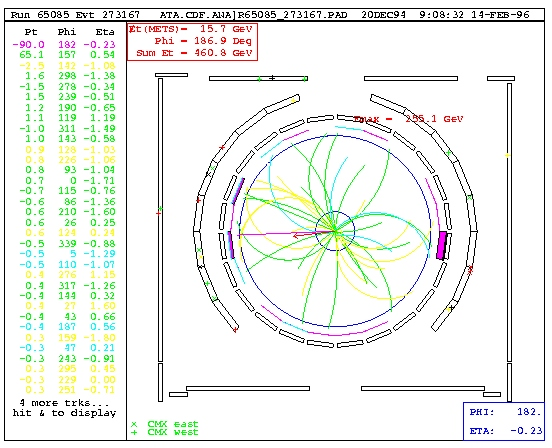 Run 65085 Evt 273167 ATA.CDF.ANA]R65085_273167.PAD 20DEC94 9:08:32 14-FEB-96
Pt Phi Eta
-90.0 182 -0.23
65.1 157 0.54
-2.5 142 -1.08
1.6 298 -1.38
-1.5 278 -0.34
-1.5 239 -0.51
1.2 190 -0.65
1.1 119 1.19
-1.0 311 -1.49
1.0 143 -0.58
0.9 128 -1.03
0.8 226 -1.06
0.8 93 -1.04
0.7 0 -1.71
-0.7 115 -0.76
-0.6 86 -1.36
0.6 210 -1.60
0.6 26 0.25
0.6 124 0.24
-0.5 339 -0.88
-0.5 5 -1.29
-0.5 110 -1.07
0.4 276 -1.15
0.4 317 -1.26
-0.4 144 0.32
0.4 27 1.60
-0.4 43 0.66
-0.4 187 0.56
-0.3 159 -1.80
-0.3 47 0.21
-0.3 243 -0.91
0.3 295 0.45
-0.3 229 0.00
0.3 251 -0.71
4 more trks...
hit & to display
Et(METS)= 15.7 GeV
Phi = 186.9 Deg
Sum Et = 460.8 GeV
Emax = 255.1 GeV
× CMX east
+ CMX west
PHI: 182.
ETA: -0.23